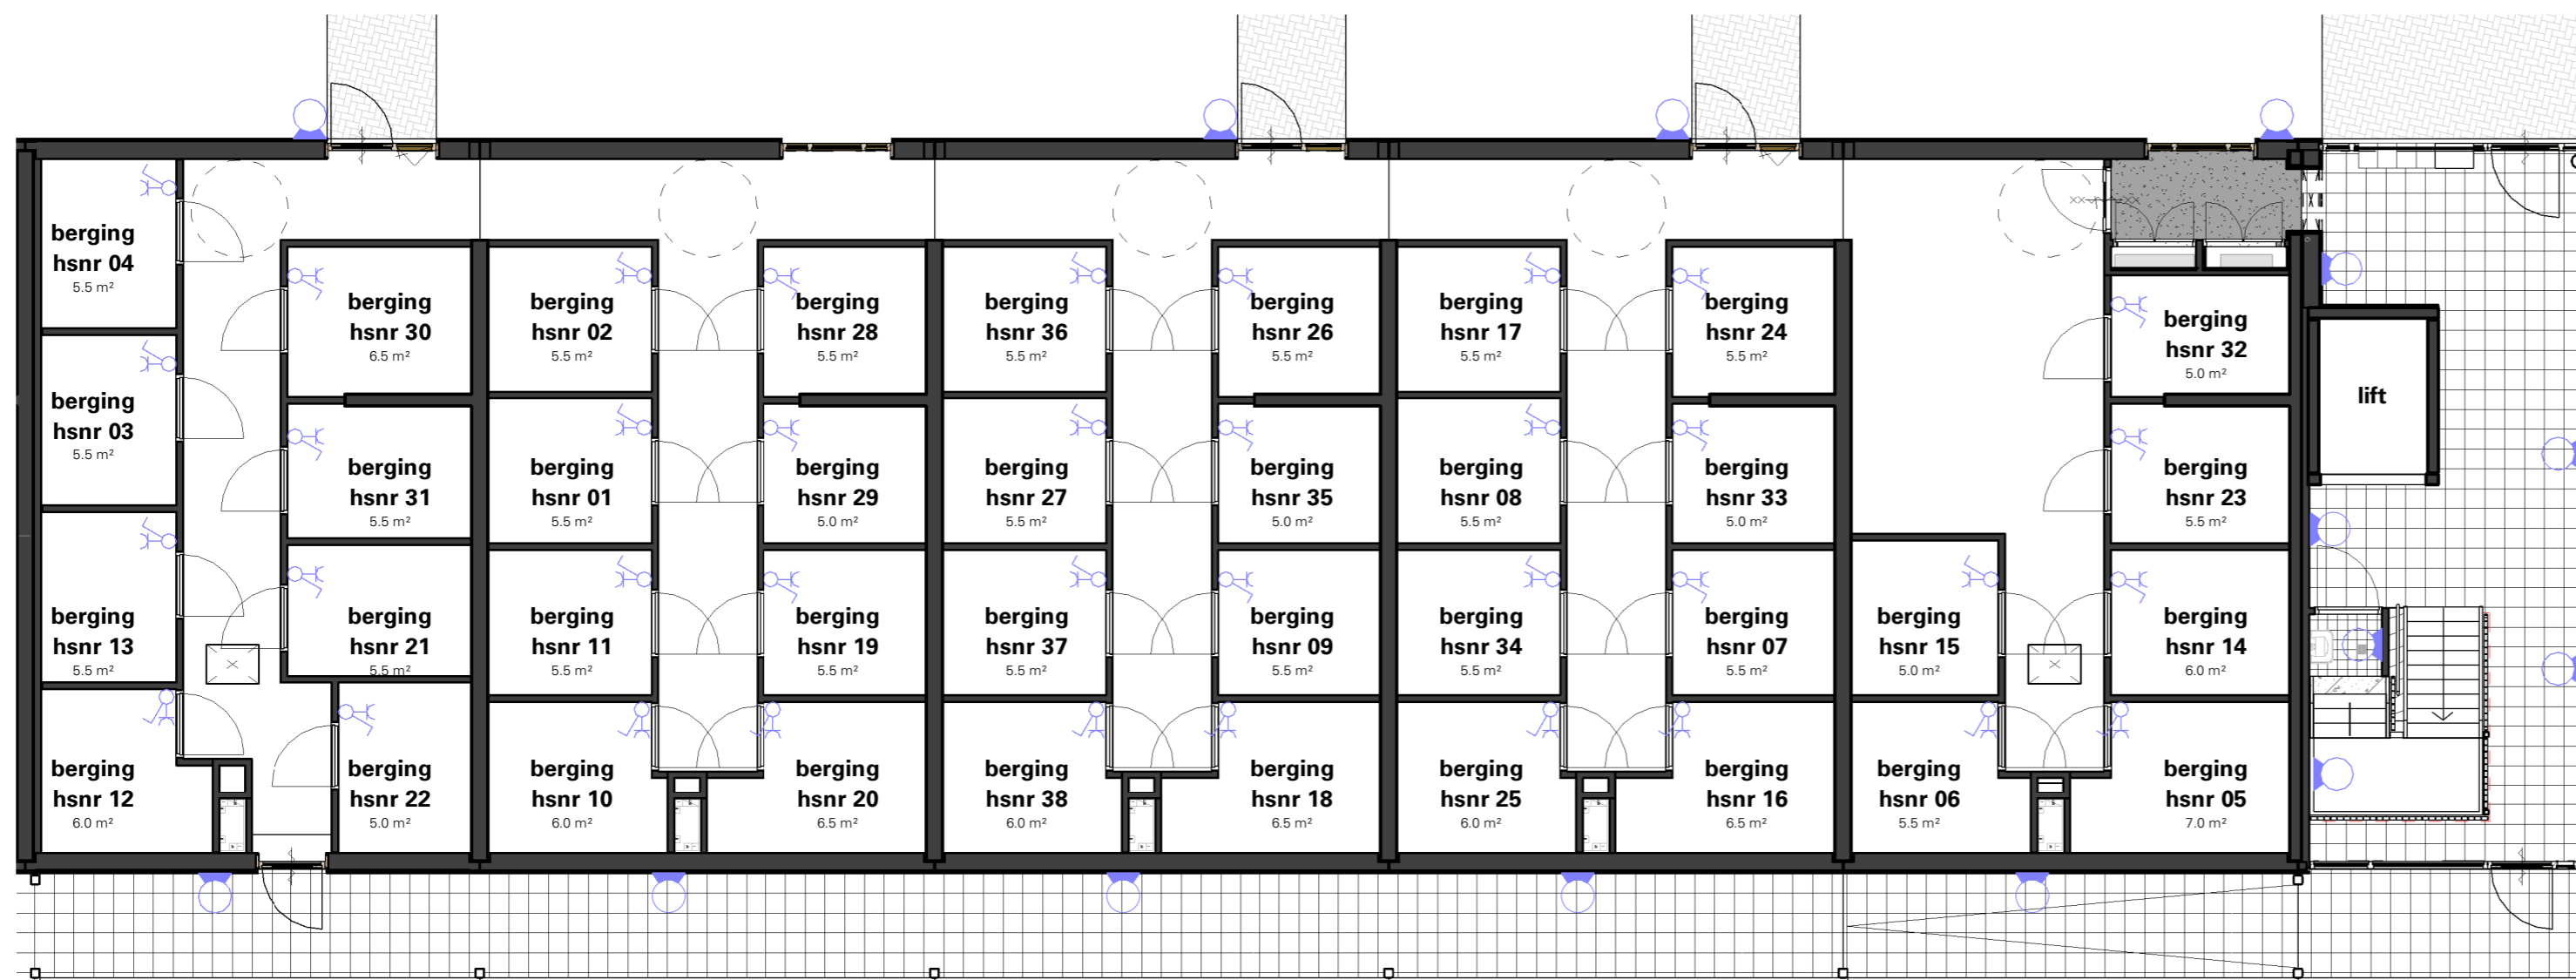 berging
hsnr 04
5.5 m²
berging
hsnr 03
5.5 m²
berging
hsnr 13
5.5 m²
berging
hsnr 12
6.0 m²
berging
hsnr 30
6.5 m²
berging
hsnr 31
5.5 m²
berging
hsnr 21
5.5 m²
berging
hsnr 22
5.0 m²
berging
hsnr 02
5.5 m²
berging
hsnr 01
5.5 m²
berging
hsnr 11
5.5 m²
berging
hsnr 10
6.0 m²
berging
hsnr 28
5.5 m²
berging
hsnr 29
5.0 m²
berging
hsnr 19
5.5 m²
berging
hsnr 20
6.5 m²
berging
hsnr 36
5.5 m²
berging
hsnr 27
5.5 m²
berging
hsnr 37
5.5 m²
berging
hsnr 38
6.0 m²
berging
hsnr 26
5.5 m²
berging
hsnr 35
5.0 m²
berging
hsnr 09
5.5 m²
berging
hsnr 18
6.5 m²
berging
hsnr 17
5.5 m²
berging
hsnr 08
5.5 m²
berging
hsnr 34
5.5 m²
berging
hsnr 25
6.0 m²
berging
hsnr 24
5.5 m²
berging
hsnr 33
5.0 m²
berging
hsnr 07
5.5 m²
berging
hsnr 16
6.5 m²
berging
hsnr 15
5.0 m²
berging
hsnr 06
5.5 m²
berging
hsnr 32
5.0 m²
berging
hsnr 23
5.5 m²
berging
hsnr 14
6.0 m²
berging
hsnr 05
7.0 m²
lift